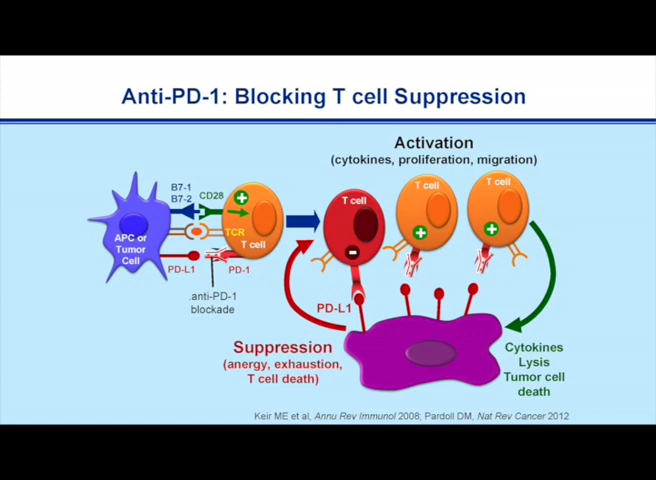 Anti-PD-1: Blocking T cell Suppression
Activation
(cytokines, proliferation, migration)
B7-1
B7-2
CD28
T cell
T cell
T cell
APC or
Tumor
Cell
TCR
T cell
PD-L1
PD-1
.anti-PD-1
blockade
PD-L1
Suppression
(anergy, exhaustion,
T cell death)
Cytokines
Lysis
Tumor cell
death
Keir ME et al, Annu Rev Immunol 2008; Pardoll DM, Nat Rev Cancer 2012